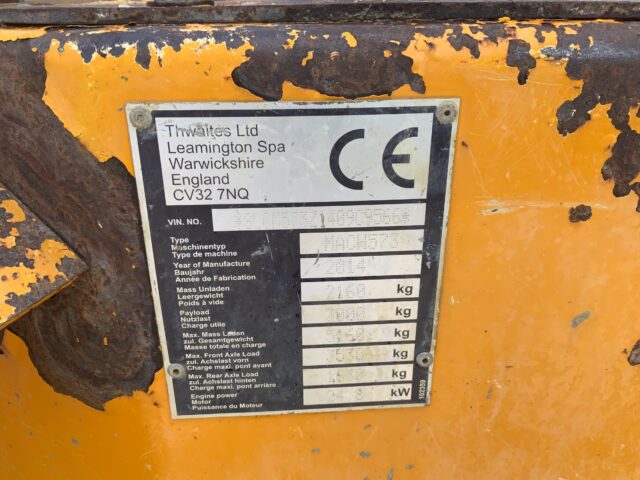 Thwaites Ltd
Leamington Spa
Warwickshire
England
CV32 7NQ
CE
VIN. NO.
Type MACH573
Maschinentyp
Type de machine
Year of Manufacture 2014
Baujahr
Année de Fabrication
Mass Unladen 2160 kg
Leergewicht
Poids à vide
Payload 3000 kg
Nutzlast
Charge utile
Max. Mass Laden kg
zul. Gesamtgewicht
Masse totale en charge
Max. Front Axle Load kg
zul. Achslast vorn
Charge maxi. pont avant
Max. Rear Axle Load kg
zul. Achslast hinten
Charge maxi. pont arrière
Engine power kW
Motor
Puissance du Moteur
102259